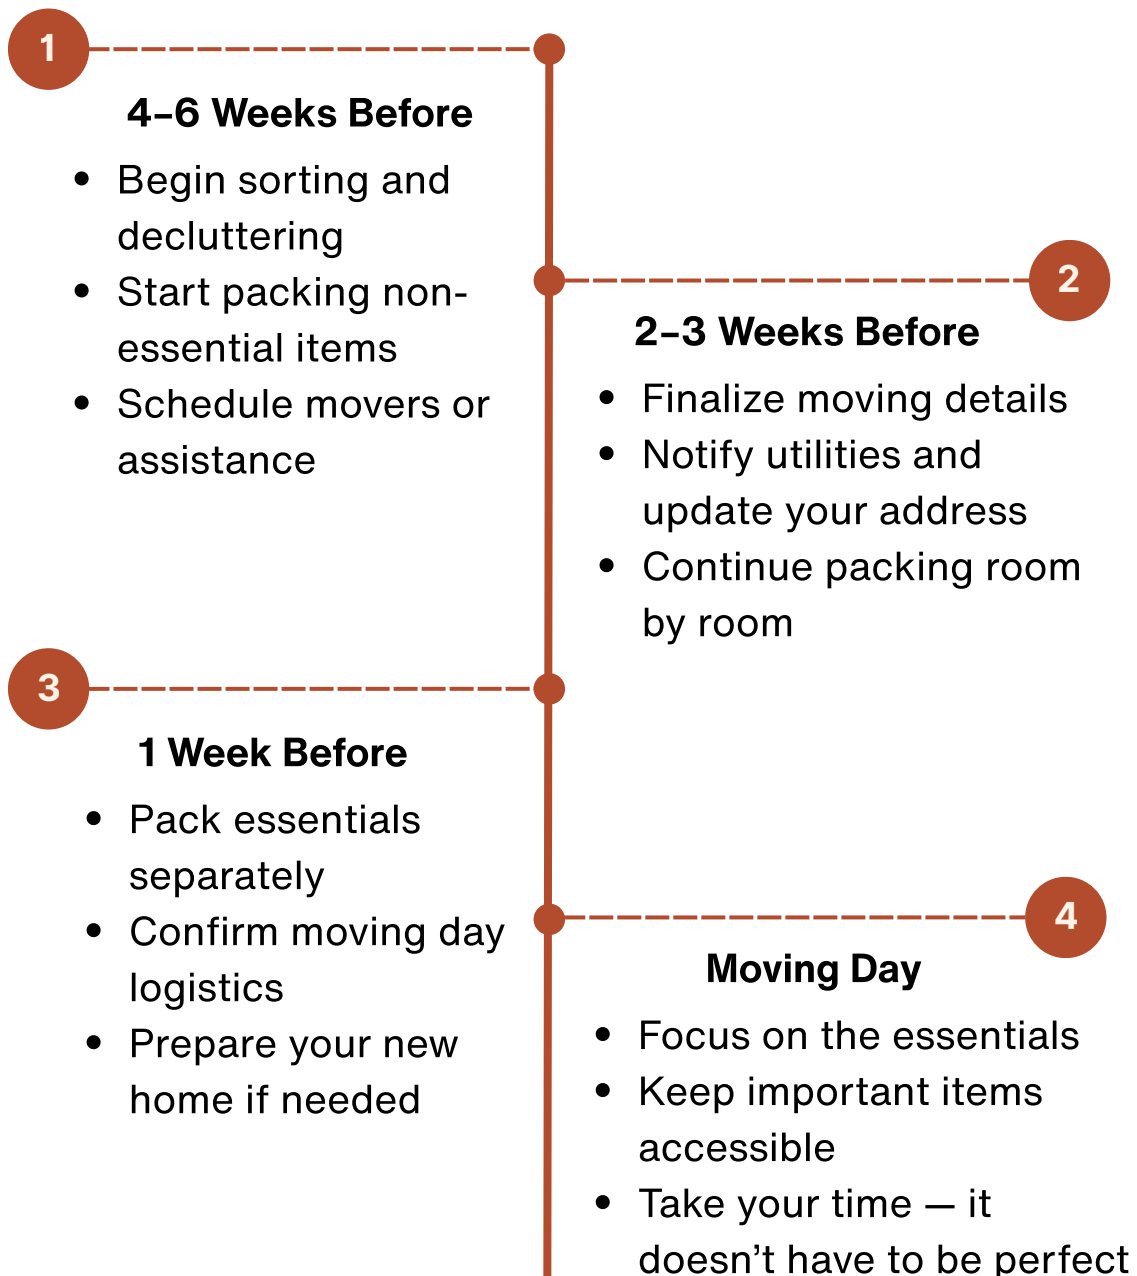 1
4–6 Weeks Before
• Begin sorting and
decluttering
• Start packing non-
essential items
• Schedule movers or
assistance
2
2–3 Weeks Before
• Finalize moving details
• Notify utilities and
update your address
• Continue packing room
by room
3
1 Week Before
• Pack essentials
separately
• Confirm moving day
logistics
• Prepare your new
home if needed
4
Moving Day
• Focus on the essentials
• Keep important items
accessible
• Take your time — it
doesn’t have to be perfect